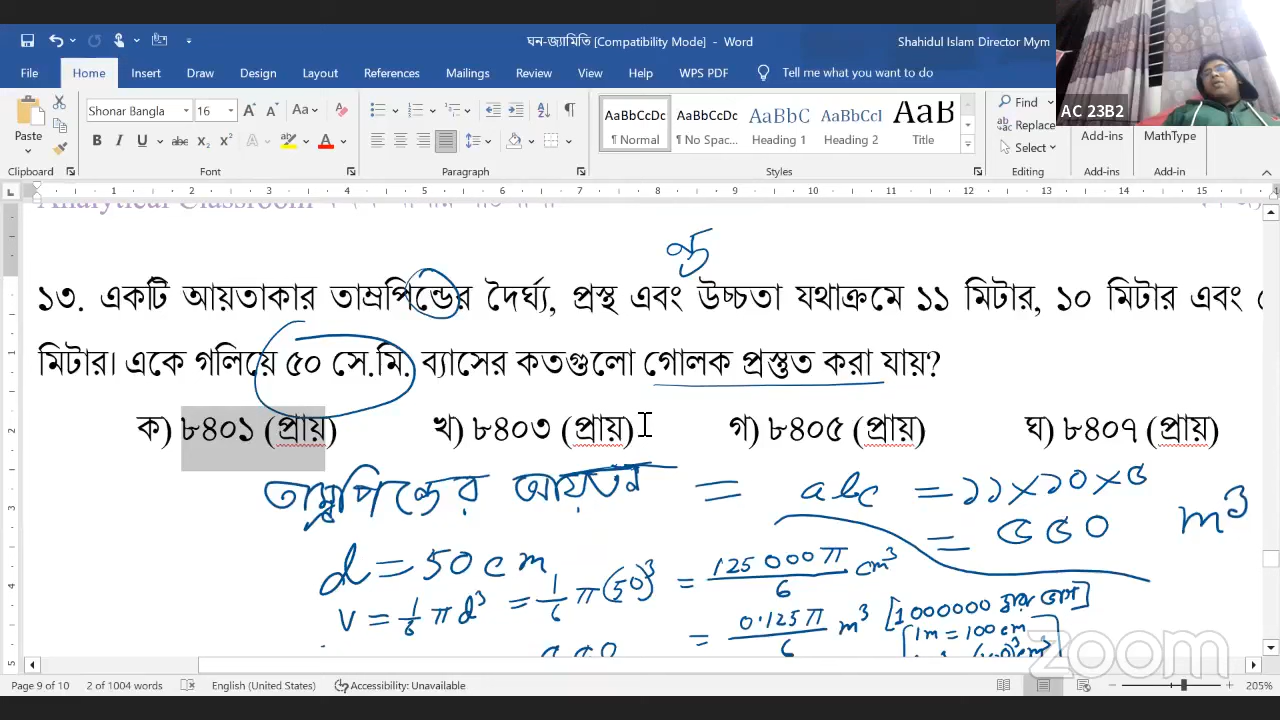 ঘন-জ্যামিতি [Compatibility Mode] - Word
Shahidul Islam Director Mym
File Home Insert Draw Design Layout References Mailings Review View Help WPS PDF Tell me what you want to do
AC 23B2
Shonar Bangla 16
Paste
AaBbCcDc AaBbCcDc AaBbC AaBbCcI AaB
¶ Normal ¶ No Spac... Heading 1 Heading 2 Title
Find
Replace
Select
Add-ins MathType
Clipboard Font Paragraph Styles Editing Add-ins Add-in
Analytical Classroom
১৩. একটি আয়তাকার তাম্রপিন্ডের দৈর্ঘ্য, প্রস্থ এবং উচ্চতা যথাক্রমে ১১ মিটার, ১০ মিটার এবং ৫
মিটার। একে গলিয়ে ৫০ সে.মি. ব্যাসের কতগুলো গোলক প্রস্তুত করা যায়?
ক) ৮৪০১ (প্রায়) খ) ৮৪০৩ (প্রায়) গ) ৮৪০৫ (প্রায়) ঘ) ৮৪০৭ (প্রায়)
তাম্রপিন্ডের আয়তন = abc = ১১×১০×৫
= ৫৫০ m³
d = 50 cm
v = 1/6 πd³ = 1/6 π(50)³ = 125000π/6 cm³
= 0.125π/6 m³ [1000000 দ্বারা ভাগ]
[1m = 100 cm
zoom
Page 9 of 10 2 of 1004 words English (United States) Accessibility: Unavailable 205%